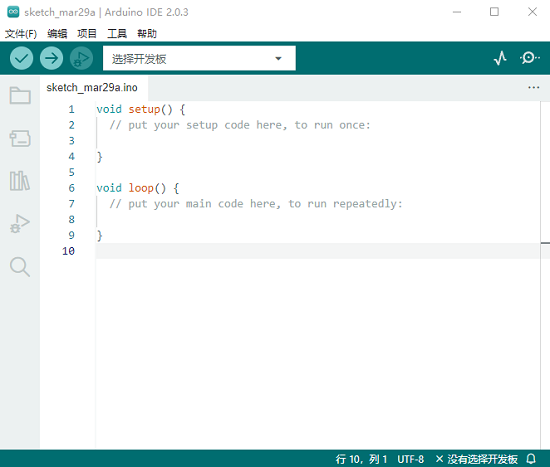 sketch_mar29a | Arduino IDE 2.0.3
文件(F) 编辑 项目 工具 帮助
选择开发板
sketch_mar29a.ino
1 void setup() {
2 // put your setup code here, to run once:
3
4 }
5
6 void loop() {
7 // put your main code here, to run repeatedly:
8
9 }
10
行 10，列 1 UTF-8 没有选择开发板